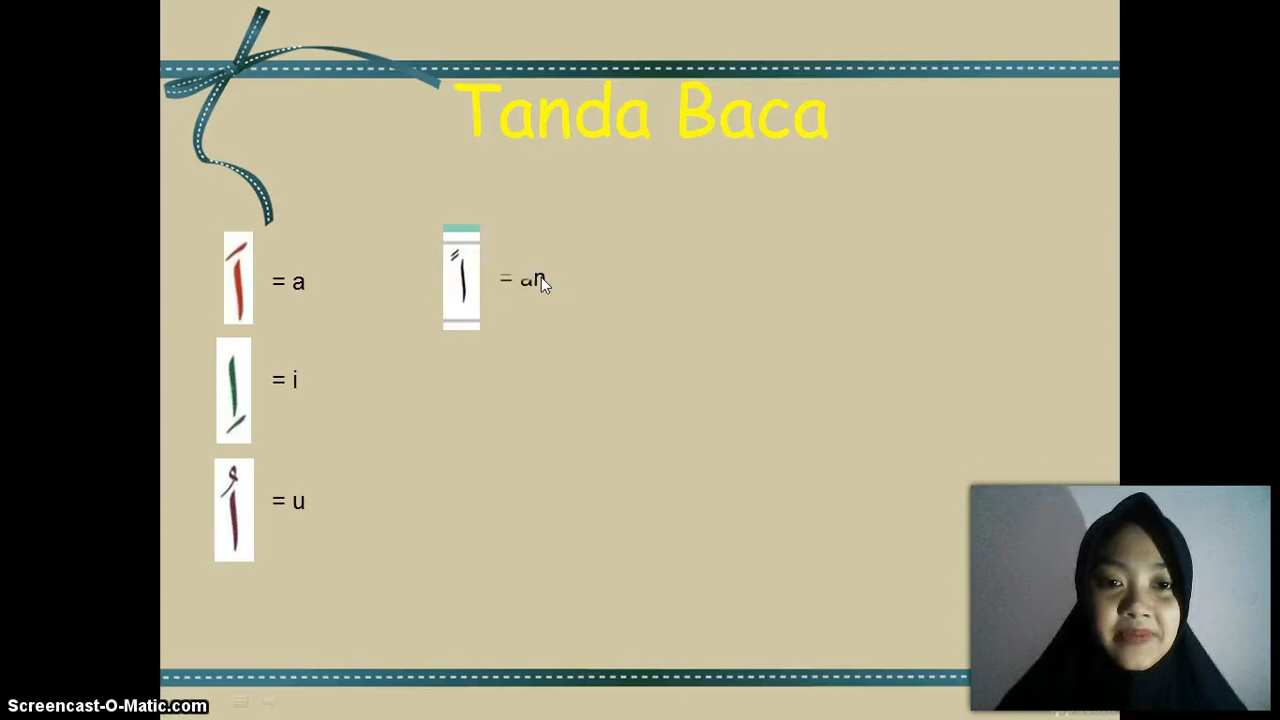 Tanda Baca
اَ = a
اً = an
اِ = i
اُ = u
Screencast-O-Matic.com